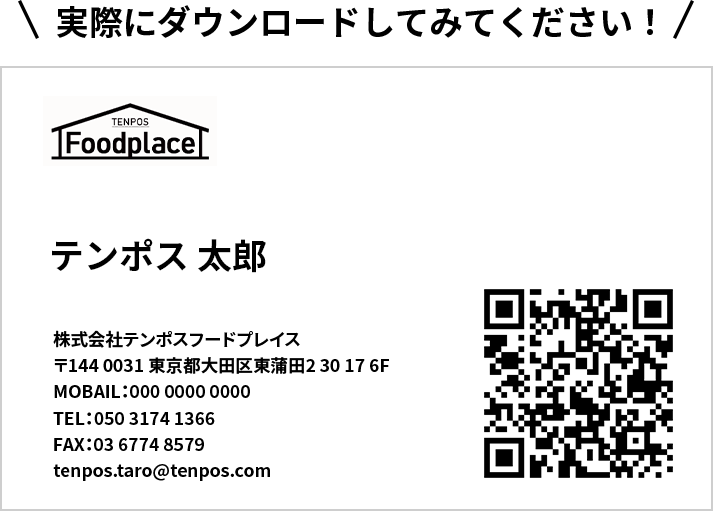 \ 実際にダウンロードしてみてください！ /
TENPOS
Foodplace
テンポス 太郎
株式会社テンポスフードプレイス
〒144 0031 東京都大田区東蒲田2 30 17 6F
MOBAIL：000 0000 0000
TEL：050 3174 1366
FAX：03 6774 8579
tenpos.taro@tenpos.com